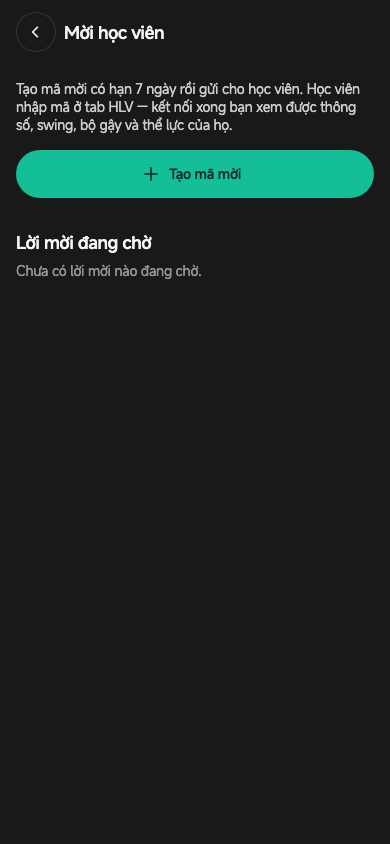 Mời học viên
Tạo mã mời có hạn 7 ngày rồi gửi cho học viên. Học viên
nhập mã ở tab HLV — kết nối xong bạn xem được thông
số, swing, bộ gậy và thể lực của họ.
Tạo mã mời
Lời mời đang chờ
Chưa có lời mời nào đang chờ.